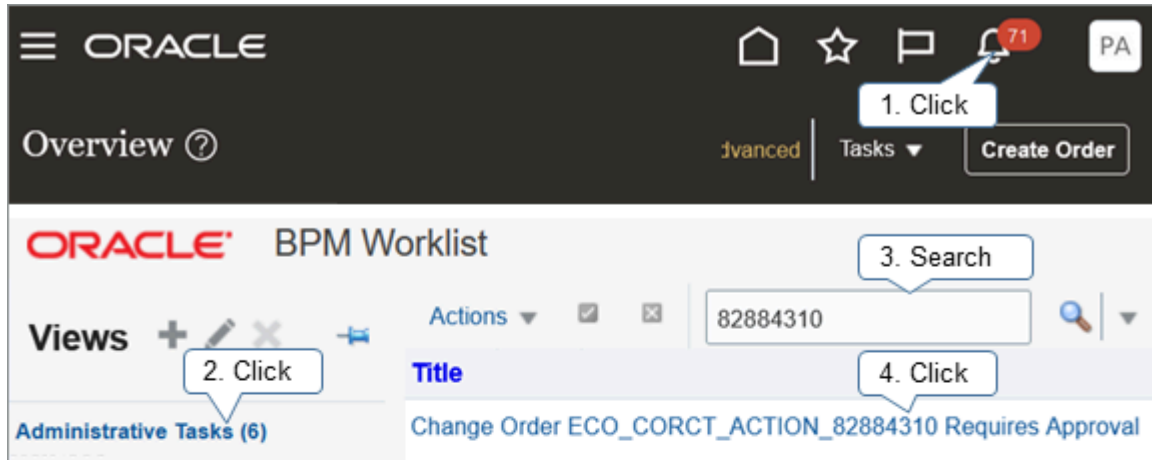 ORACLE
71
PA
1. Click
Overview ?
dvanced
Tasks
Create Order
ORACLE BPM Worklist
3. Search
Views
Actions
82884310
2. Click
Title
4. Click
Administrative Tasks (6)
Change Order ECO_CORCT_ACTION_82884310 Requires Approval